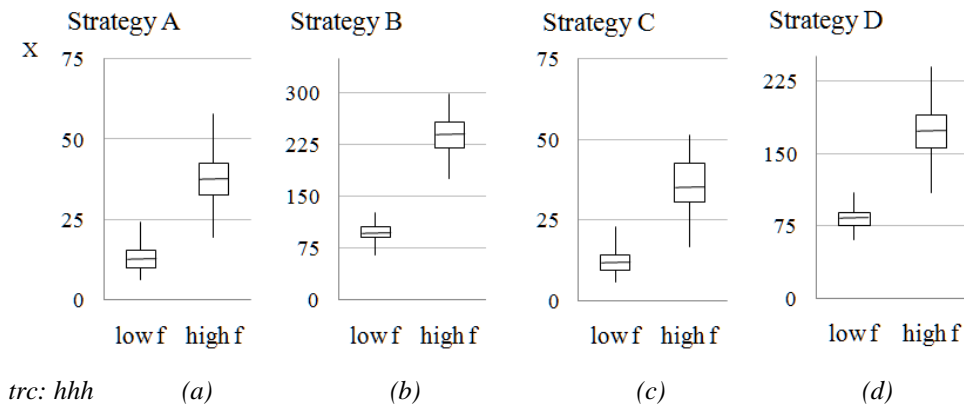 Strategy A
Strategy B
Strategy C
Strategy D
X
75
50
25
0
low f high f
300
225
150
75
0
low f high f
75
50
25
0
low f high f
225
150
75
0
low f high f
trc: hhh (a) (b) (c) (d)